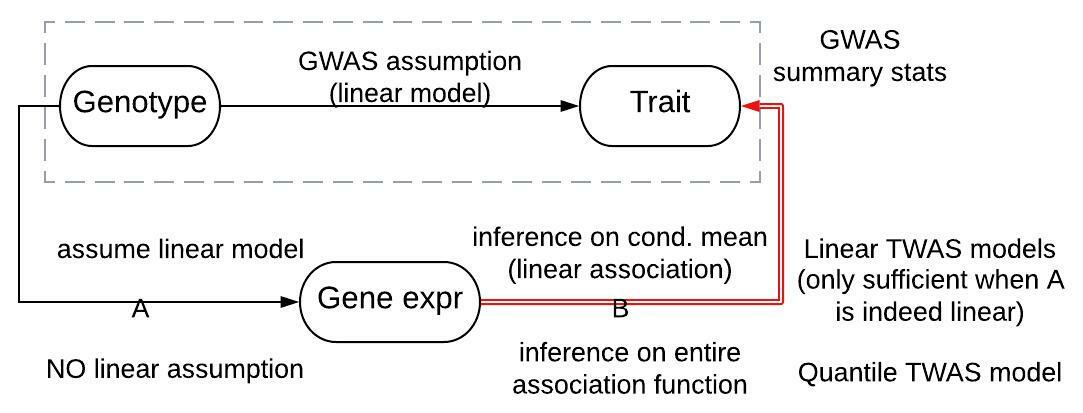 GWAS
summary stats
GWAS assumption
(linear model)
Genotype
Trait
assume linear model
inference on cond. mean
(linear association)
Linear TWAS models
(only sufficient when A
is indeed linear)
A
Gene expr
B
NO linear assumption
inference on entire
association function
Quantile TWAS model